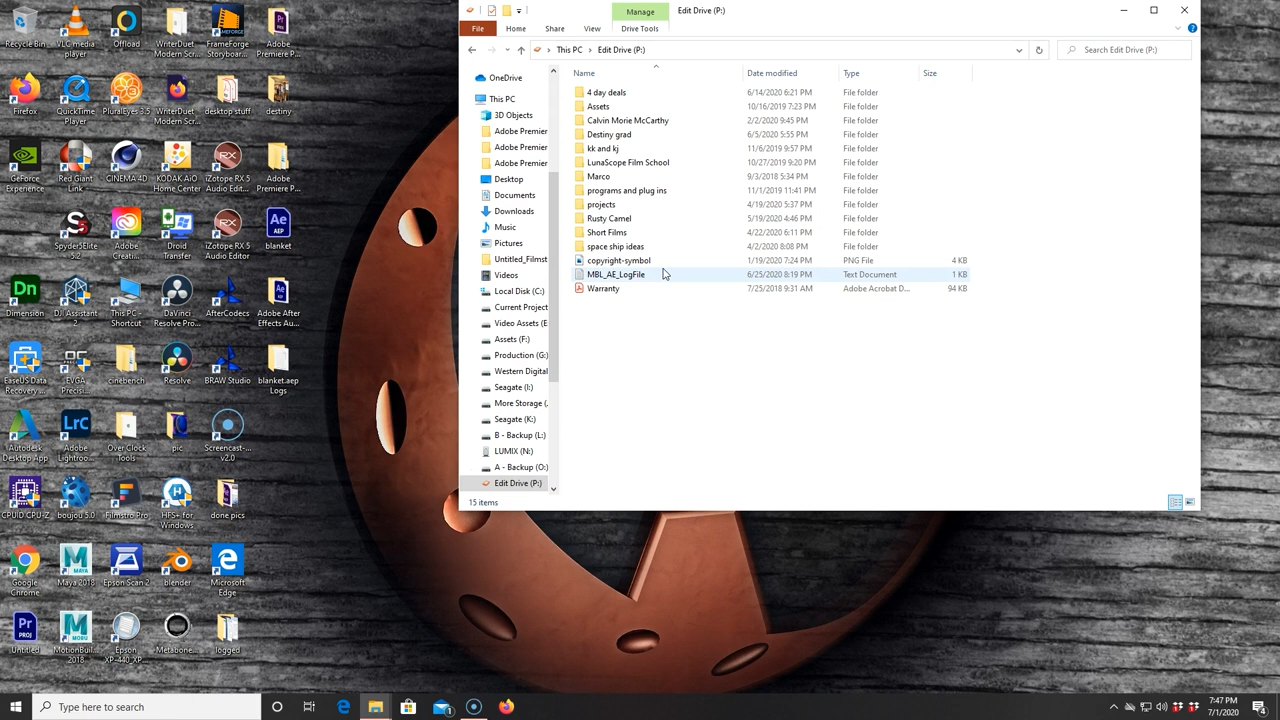 Recycle Bin
VLC media
player
Offload
WriterDuet
Modern Scr...
FrameForge
Storyboar...
Adobe
Premiere P...
Firefox
QuickTime
Player
PluralEyes 3.5
WriterDuet
Modern Scr...
desktop stuff
destiny
GeForce
Experience
Red Giant
Link
CINEMA 4D
KODAK AiO
Home Center
iZotope RX 5
Audio Edit...
Adobe
Premiere P...
Spyder5Elite
5.2
Adobe
Creati...
Droid
Transfer
iZotope RX 5
Audio Edit...
blanket
Dimension
DJI Assistant
2
This PC -
Shortcut
DaVinci
Resolve Pro...
AfterCodecs
Adobe After
Effects Au...
EaseUS Data
Recovery ...
EVGA
Precisi...
cinebench
Resolve
BRAW Studio
blanket.aep
Logs
Autodesk
Desktop App
Adobe
Lightroo...
Over Clock
Tools
pic
Screencast-...
v2.0
CPUID CPU-Z
boujou 5.0
Filmstro Pro
HFS+ for
Windows
done pics
Google
Chrome
Maya 2018
Epson Scan 2
blender
Microsoft
Edge
Untitled
MotionBuil...
2018
Epson
XP-440_XP...
Metabone...
logged
Manage
Edit Drive (P:)
File
Home
Share
View
Drive Tools
This PC
Edit Drive (P:)
Search Edit Drive (P:)
OneDrive
This PC
3D Objects
Adobe Premier
Adobe Premier
Adobe Premier
Desktop
Documents
Downloads
Music
Pictures
Untitled_Filmst
Videos
Local Disk (C:)
Current Project
Video Assets (E
Assets (F:)
Production (G:)
Western Digital
Seagate (I:)
More Storage (.
Seagate (K:)
B - Backup (L:)
LUMIX (N:)
A - Backup (O:)
Edit Drive (P:)
Name Date modified Type Size
4 day deals 6/14/2020 6:21 PM File folder
Assets 10/16/2019 7:23 PM File folder
Calvin Morie McCarthy 2/2/2020 9:45 PM File folder
Destiny grad 6/5/2020 5:55 PM File folder
kk and kj 11/6/2019 9:57 PM File folder
LunaScope Film School 10/27/2019 9:20 PM File folder
Marco 9/3/2018 5:34 PM File folder
programs and plug ins 11/1/2019 11:41 PM File folder
projects 4/19/2020 5:37 PM File folder
Rusty Camel 5/19/2020 4:46 PM File folder
Short Films 4/22/2020 6:11 PM File folder
space ship ideas 4/2/2020 8:08 PM File folder
copyright-symbol 1/19/2020 7:24 PM PNG File 4 KB
MBL_AE_LogFile 6/25/2020 8:19 PM Text Document 1 KB
Warranty 7/25/2018 9:31 AM Adobe Acrobat D... 94 KB
15 items
Type here to search
7:47 PM
7/1/2020